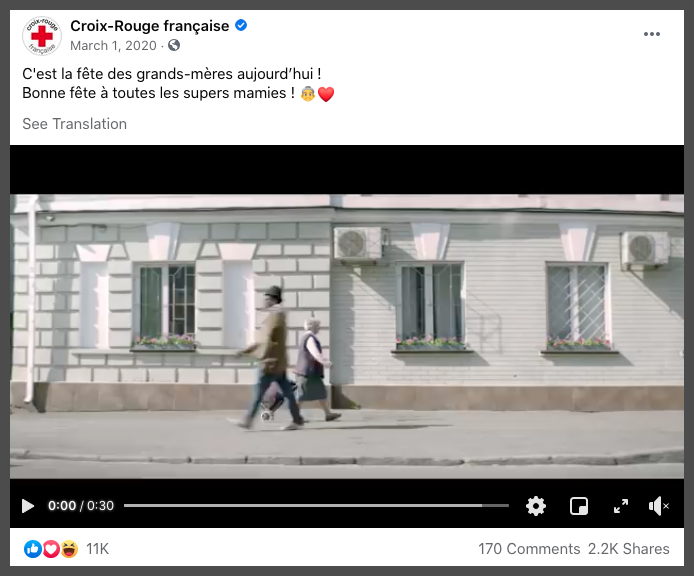 croix-rouge
française
Croix-Rouge française
March 1, 2020 ·
C'est la fête des grands-mères aujourd’hui !
Bonne fête à toutes les supers mamies ! 👵❤️
See Translation
0:00 / 0:30
11K
170 Comments 2.2K Shares